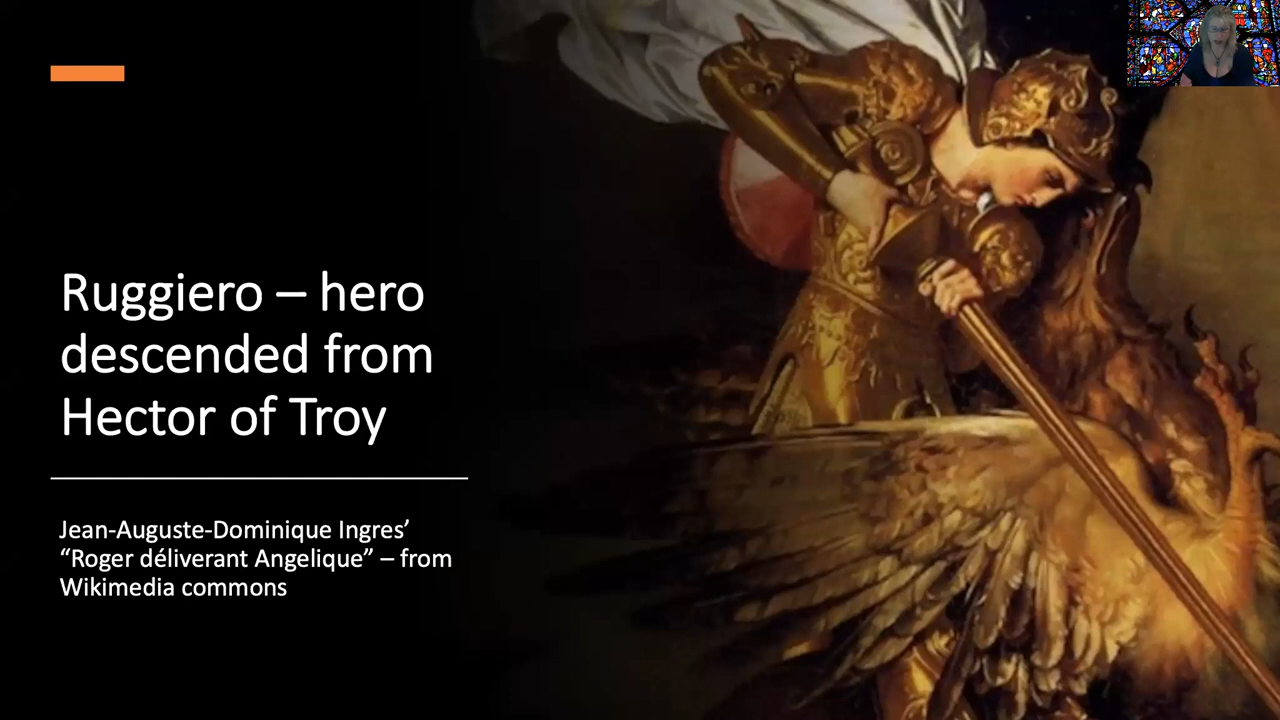 Ruggiero – hero
descended from
Hector of Troy
Jean-Auguste-Dominique Ingres’
“Roger déliverant Angelique” – from
Wikimedia commons